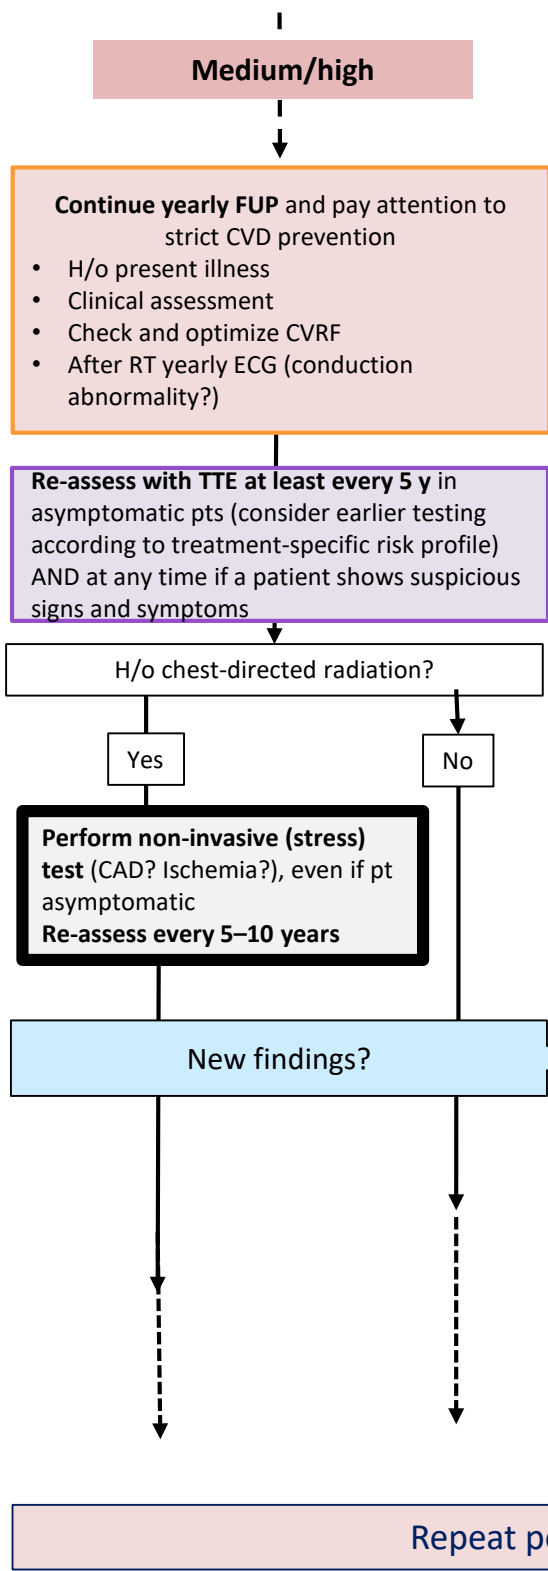 Medium/high
Continue yearly FUP and pay attention to
strict CVD prevention
• H/o present illness
• Clinical assessment
• Check and optimize CVRF
• After RT yearly ECG (conduction
abnormality?)
Re-assess with TTE at least every 5 y in
asymptomatic pts (consider earlier testing
according to treatment-specific risk profile)
AND at any time if a patient shows suspicious
signs and symptoms
H/o chest-directed radiation?
Yes
No
Perform non-invasive (stress)
test (CAD? Ischemia?), even if pt
asymptomatic
Re-assess every 5–10 years
New findings?
Repeat